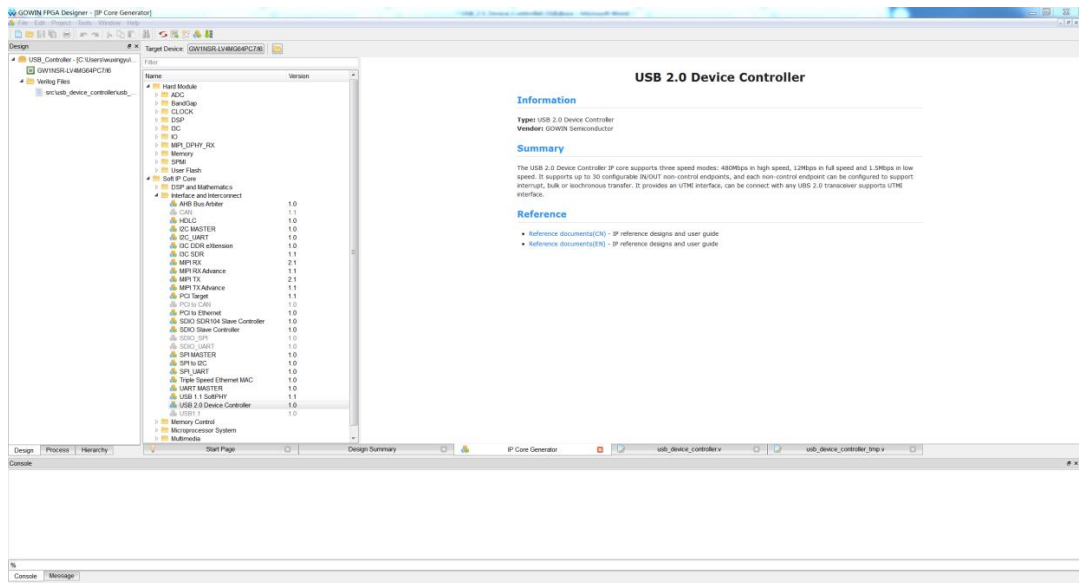 GOWIN FPGA Designer - [IP Core Generator]
File Edit Project Tools Window Help
Design
Target Device: GW1NSR-LV4MG64PC7/I6
USB_Controller - [C:\Users\wuxingyu\...
GW1NSR-LV4MG64PC7/I6
Verilog Files
src\usb_device_controller\usb_...
Filter
Name Version
Hard Module
ADC
BandGap
CLOCK
DSP
I3C
IO
MIPI_DPHY_RX
Memory
SPMI
User Flash
Soft IP Core
DSP and Mathematics
Interface and Interconnect
AHB Bus Arbiter 1.0
CAN 1.1
HDLC 1.0
I2C MASTER 1.0
I2C_UART 1.0
I3C DDR eXtension 1.0
I3C SDR 1.1
MIPI RX 2.1
MIPI RX Advance 1.1
MIPI TX 2.1
MIPI TX Advance 1.1
PCI Target 1.1
PCI to CAN 1.0
PCI to Ethernet 1.0
SDIO SDR104 Slave Controller 1.0
SDIO Slave Controller 1.0
SDIO_SPI 1.0
SDIO_UART 1.0
SPI MASTER 1.0
SPI to I2C 1.0
SPI_UART 1.0
Triple Speed Ethernet MAC 1.0
UART MASTER 1.0
USB 1.1 SoftPHY 1.1
USB 2.0 Device Controller 1.0
USB1.1 1.0
Memory Control
Microprocessor System
Multimedia
USB 2.0 Device Controller
Information
Type: USB 2.0 Device Controller
Vendor: GOWIN Semiconductor
Summary
The USB 2.0 Device Controller IP core supports three speed modes: 480Mbps in high speed, 12Mbps in full speed and 1.5Mbps in low
speed. It supports up to 30 configurable IN/OUT non-control endpoints, and each non-control endpoint can be configured to support
interrupt, bulk or isochronous transfer. It provides an UTMI interface, can be connect with any UBS 2.0 transceiver supports UTMI
interface.
Reference
Reference documents(CN) - IP reference designs and user guide
Reference documents(EN) - IP reference designs and user guide
Design Process Hierarchy
Start Page Design Summary IP Core Generator usb_device_controller.v usb_device_controller_tmp.v
Console
%
Console Message